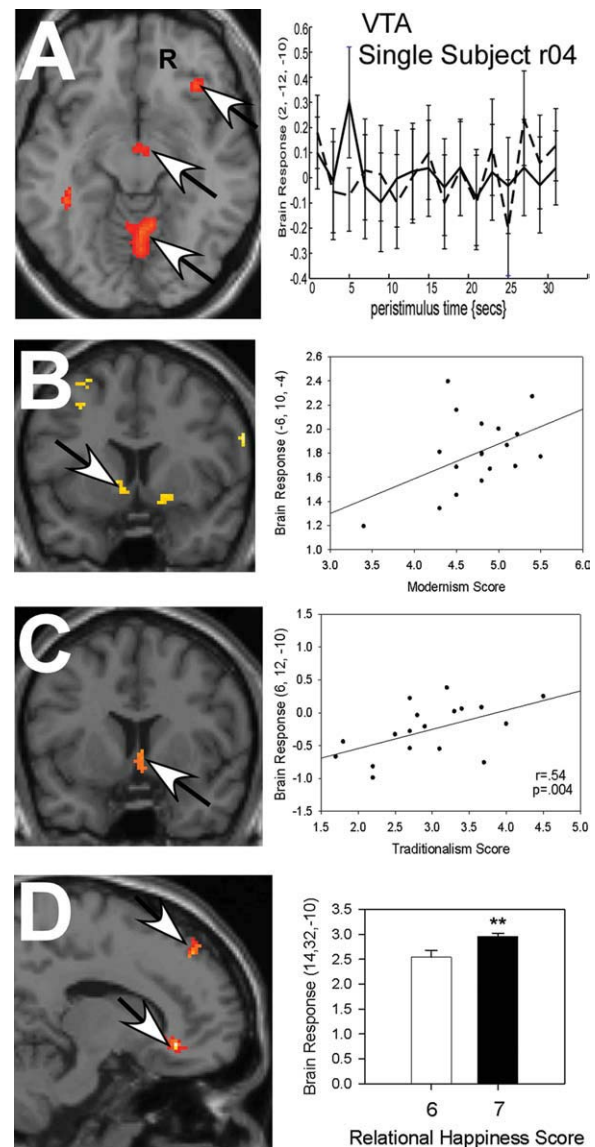 A
R
VTA
Single Subject r04
Brain Response (2, -12, -10)
0.6
0.5
0.4
0.3
0.2
0.1
0
-0.1
-0.2
-0.3
-0.4
0 5 10 15 20 25 30
peristimulus time {secs}
B
Brain Response (-6, 10, -4)
2.6
2.4
2.2
2.0
1.8
1.6
1.4
1.2
1.0
3.0 3.5 4.0 4.5 5.0 5.5 6.0
Modernism Score
C
Brain Response (6, 12, -10)
1.5
1.0
0.5
0.0
-0.5
-1.0
-1.5
r=.54
p=.004
1.5 2.0 2.5 3.0 3.5 4.0 4.5 5.0
Traditionalism Score
D
Brain Response (14,32,-10)
3.5
3.0
2.5
2.0
1.5
1.0
0.5
0.0
**
6 7
Relational Happiness Score